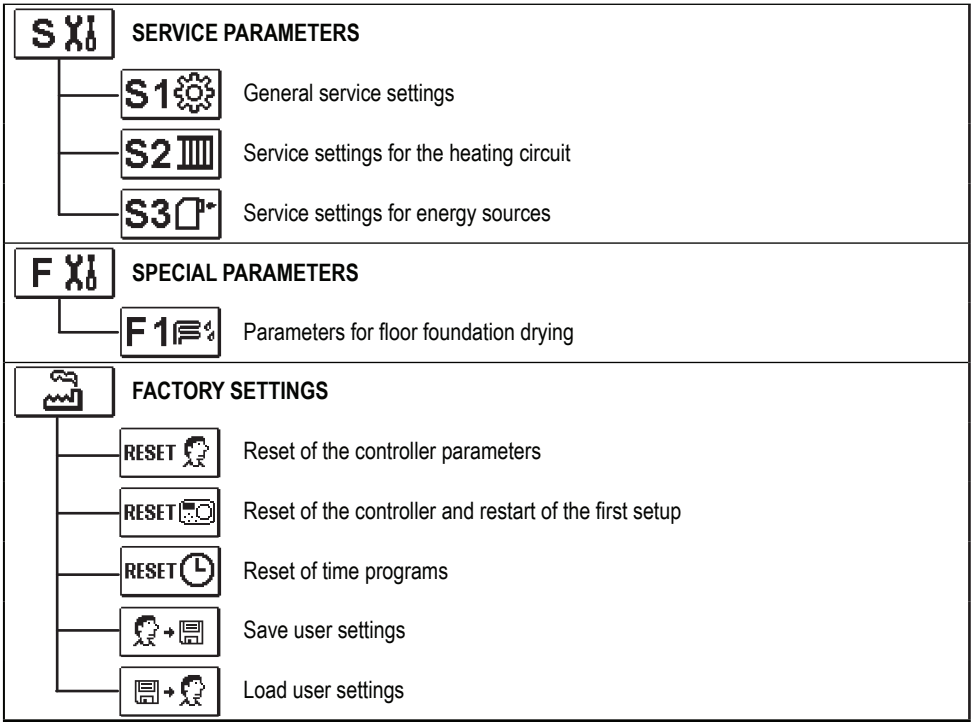 S SERVICE PARAMETERS
S1 General service settings
S2 Service settings for the heating circuit
S3 Service settings for energy sources
F SPECIAL PARAMETERS
F1 Parameters for floor foundation drying
FACTORY SETTINGS
RESET Reset of the controller parameters
RESET Reset of the controller and restart of the first setup
RESET Reset of time programs
Save user settings
Load user settings